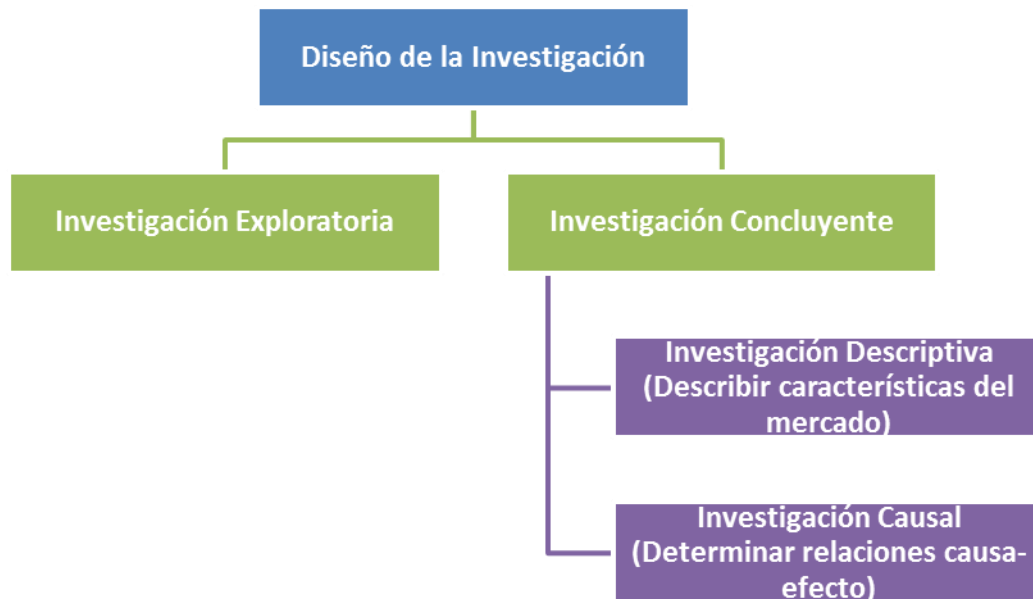 Diseño de la Investigación
Investigación Exploratoria
Investigación Concluyente
Investigación Descriptiva
(Describir características del
mercado)
Investigación Causal
(Determinar relaciones causa-
efecto)